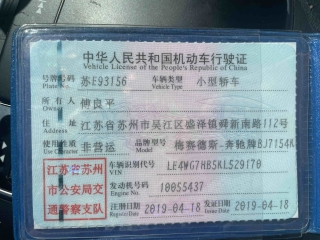 中华人民共和国机动车行驶证
Vehicle License of the People's Republic of China
号牌号码 苏E93156 车辆类型 小型轿车
Plate No. Vehicle Type
所有人 傅良平
Owner
住址 江苏省苏州市吴江区盛泽镇舜新南路112号
Address
使用性质 非营运 品牌型号 梅赛德斯-奔驰牌BJ7154
Use Character Model
江苏省苏州市公安局交通警察支队
车辆识别代号 LE4WG7HB5KL529178
VIN
发动机号码 10055437
Engine No.
注册日期 2019-04-18 发证日期 2019-04-18
Register Date Issue Date